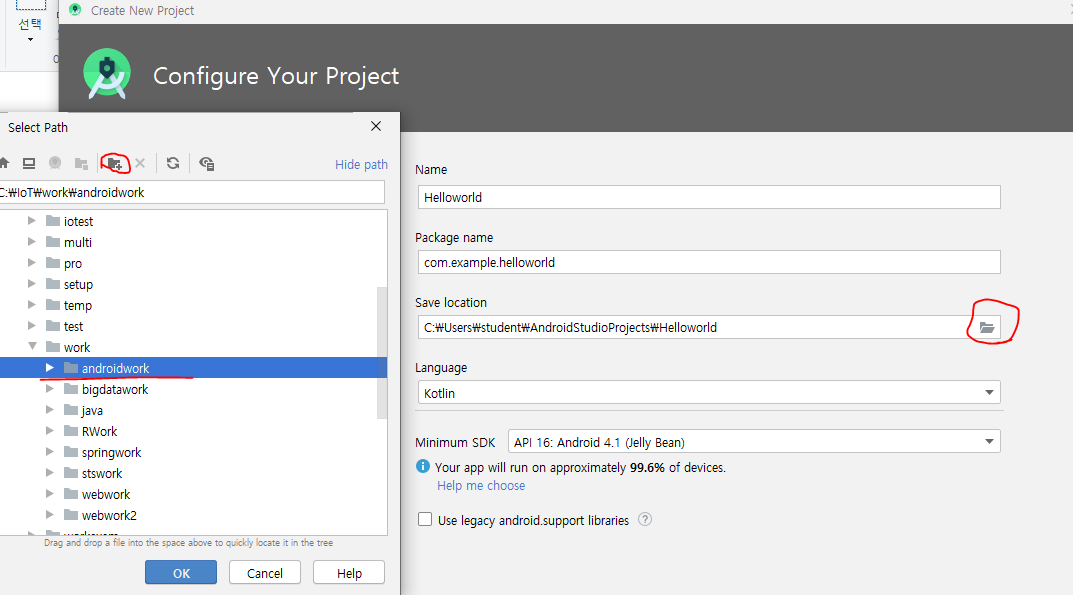 선택
Create New Project
Configure Your Project
Select Path
Hide path
C:₩IoT₩work₩androidwork
iotest
multi
pro
setup
temp
test
work
androidwork
bigdatawork
java
RWork
springwork
stswork
webwork
webwork2
Drag and drop a file into the space above to quickly locate it in the tree
OK
Cancel
Help
Name
Helloworld
Package name
com.example.helloworld
Save location
C:₩Users₩student₩AndroidStudioProjects₩Helloworld
Language
Kotlin
Minimum SDK
API 16: Android 4.1 (Jelly Bean)
Your app will run on approximately 99.6% of devices.
Help me choose
Use legacy android.support libraries ?